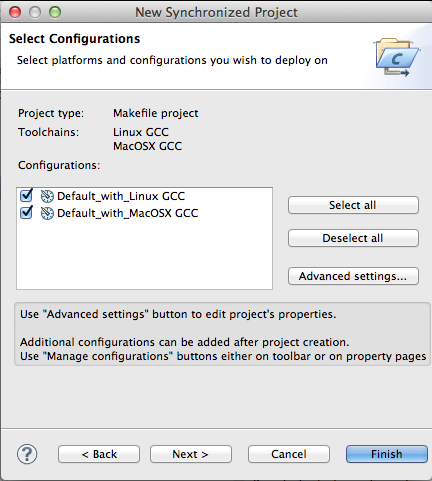 New Synchronized Project
Select Configurations
Select platforms and configurations you wish to deploy on
C
Project type: Makefile project
Toolchains: Linux GCC
MacOSX GCC
Configurations:
Default_with_Linux GCC
Default_with_MacOSX GCC
Select all
Deselect all
Advanced settings...
Use "Advanced settings" button to edit project's properties.
Additional configurations can be added after project creation.
Use "Manage configurations" buttons either on toolbar or on property pages
?
< Back
Next >
Cancel
Finish